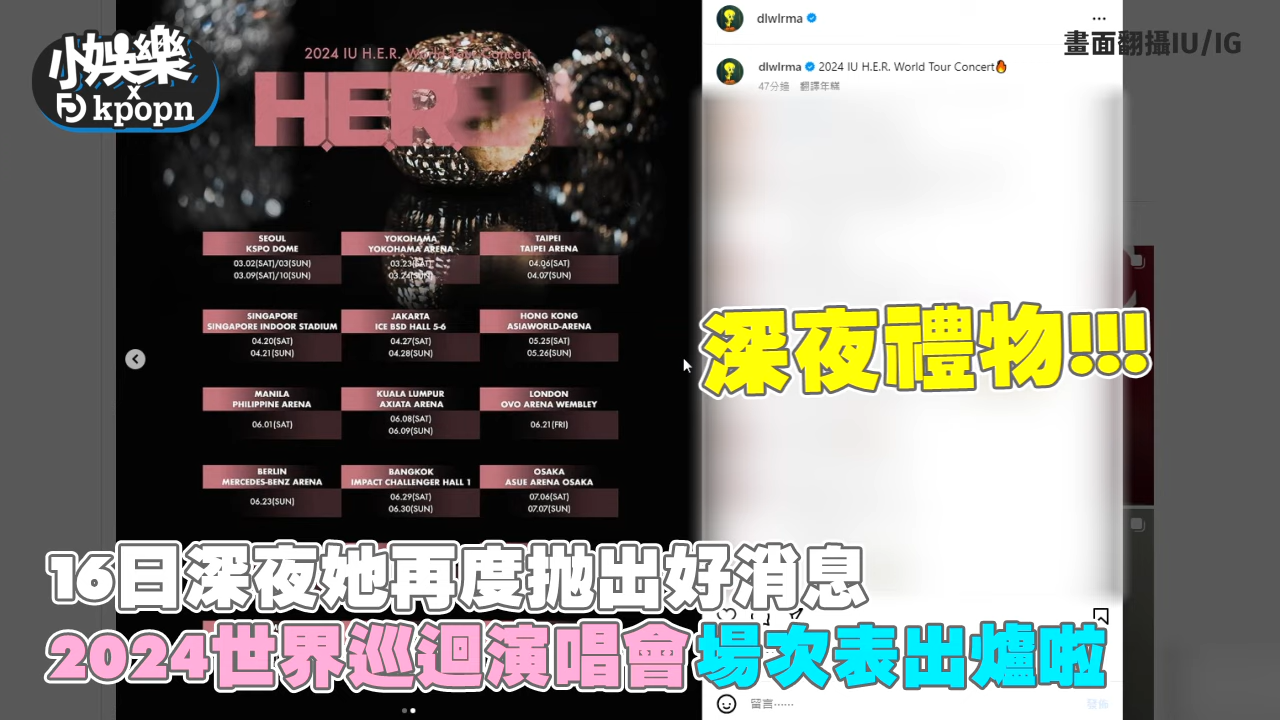 小娛樂
x
kpopn
dlwlrma
畫面翻攝IU/IG
dlwlrma 2024 IU H.E.R. World Tour Concert🔥
47分鐘 翻譯年糕
2024 IU H.E.R. World Tour Concert
H.E.R.
SEOUL
KSPO DOME
03.02(SAT)/03(SUN)
03.09(SAT)/10(SUN)
YOKOHAMA
YOKOHAMA ARENA
03.23(SAT)
03.24(SUN)
TAIPEI
TAIPEI ARENA
04.06(SAT)
04.07(SUN)
SINGAPORE
SINGAPORE INDOOR STADIUM
04.20(SAT)
04.21(SUN)
JAKARTA
ICE BSD HALL 5-6
04.27(SAT)
04.28(SUN)
HONG KONG
ASIAWORLD-ARENA
05.25(SAT)
05.26(SUN)
MANILA
PHILIPPINE ARENA
06.01(SAT)
KUALA LUMPUR
AXIATA ARENA
06.08(SAT)
06.09(SUN)
LONDON
OVO ARENA WEMBLEY
06.21(FRI)
BERLIN
MERCEDES-BENZ ARENA
06.23(SUN)
BANGKOK
IMPACT CHALLENGER HALL 1
06.29(SAT)
06.30(SUN)
OSAKA
ASUE ARENA OSAKA
07.06(SAT)
07.07(SUN)
深夜禮物!!!
16日深夜她再度拋出好消息
2024世界巡迴演唱會場次表出爐啦
留言……
發佈